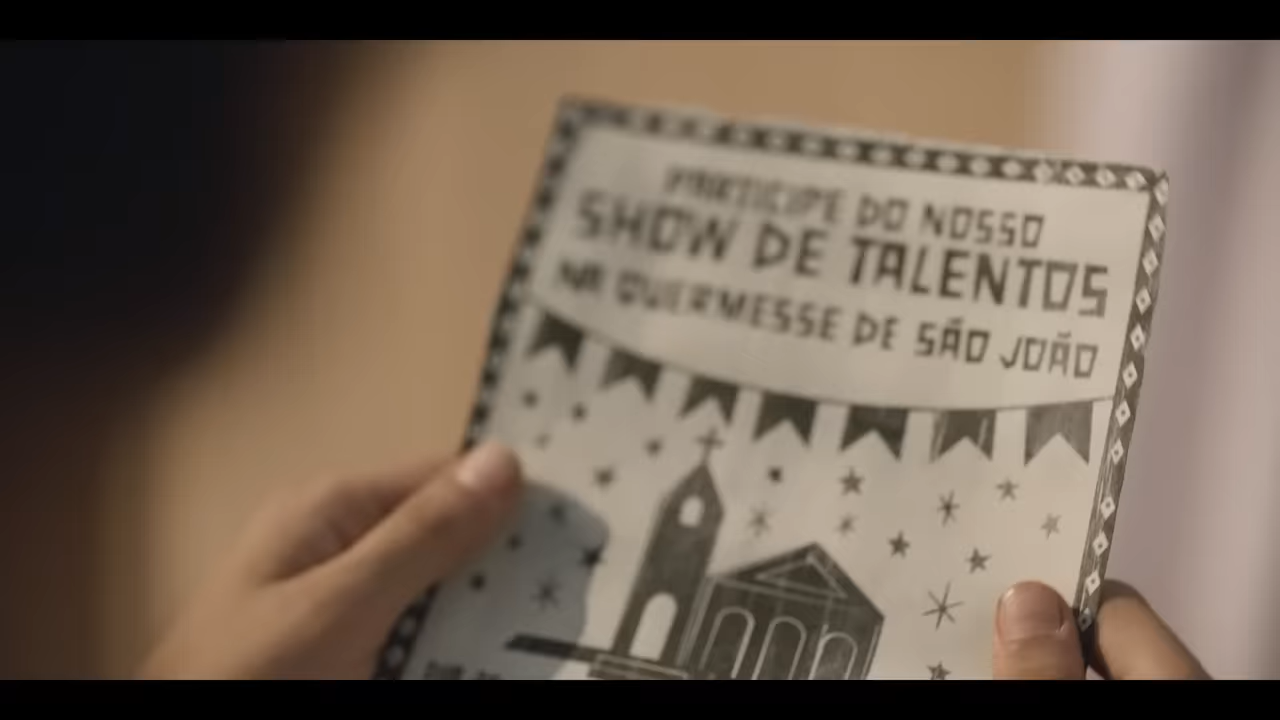 PARTICIPE DO NOSSO
SHOW DE TALENTOS
NA QUERMESSE DE SÃO JOÃO